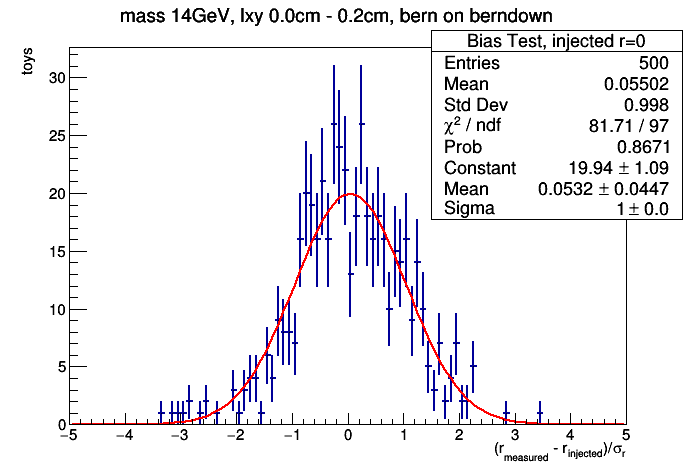 mass 14GeV, lxy 0.0cm - 0.2cm, bern on berndown
toys
Bias Test, injected r=0
Entries 500
Mean 0.05502
Std Dev 0.998
χ² / ndf 81.71 / 97
Prob 0.8671
Constant 19.94 ± 1.09
Mean 0.0532 ± 0.0447
Sigma 1 ± 0.0
30
25
20
15
10
5
0
−5 −4 −3 −2 −1 0 1 2 3 4 5
(r_measured - r_injected)/σ_r